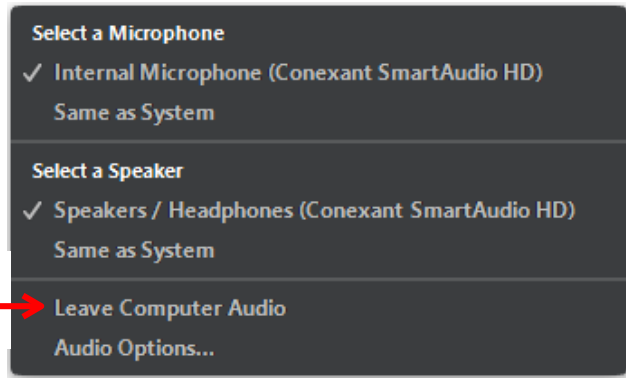 Select a Microphone
✓ Internal Microphone (Conexant SmartAudio HD)
Same as System
Select a Speaker
✓ Speakers / Headphones (Conexant SmartAudio HD)
Same as System
Leave Computer Audio
Audio Options...